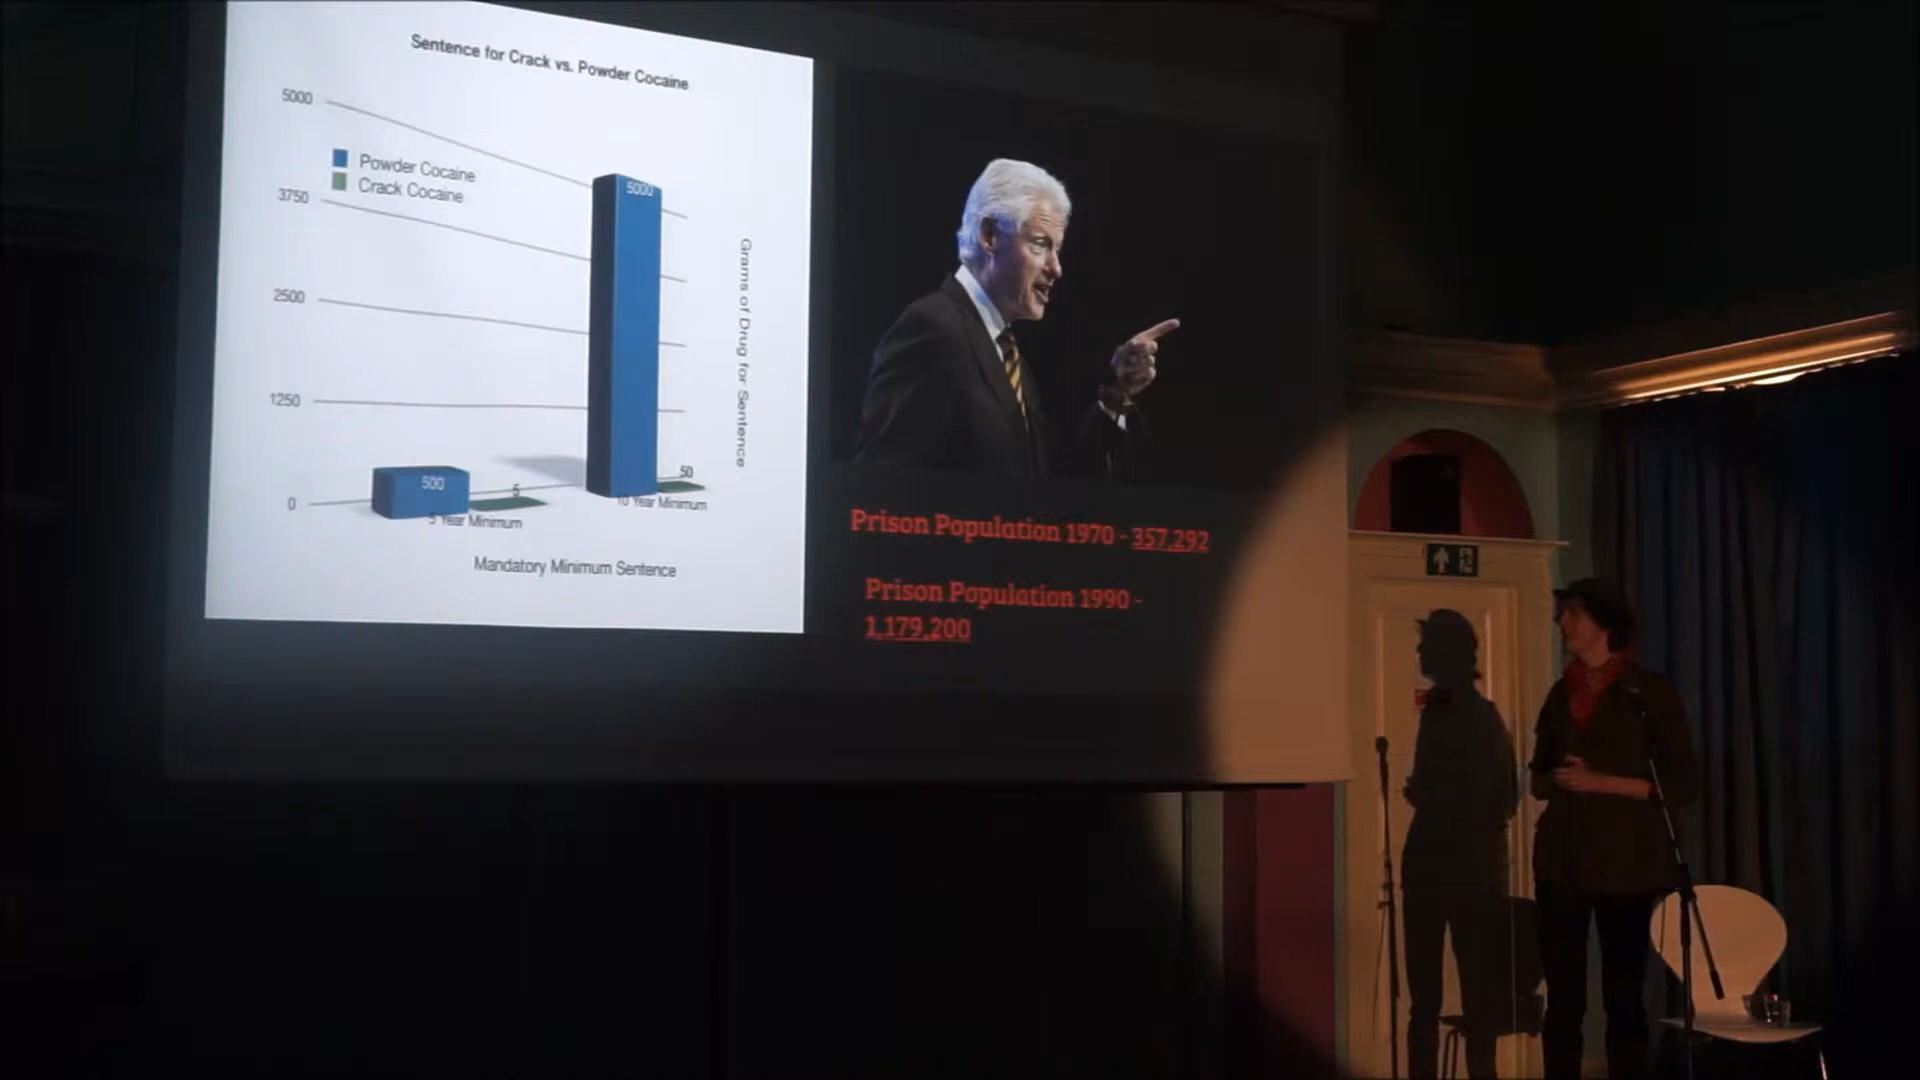 Sentence for Crack vs. Powder Cocaine
5000
Powder Cocaine
Crack Cocaine
3750
2500
1250
0
5000
500
5
50
5 Year Minimum
10 Year Minimum
Mandatory Minimum Sentence
Grams of Drug for Sentence
Prison Population 1970 - 357,292
Prison Population 1990 -
1,179,200